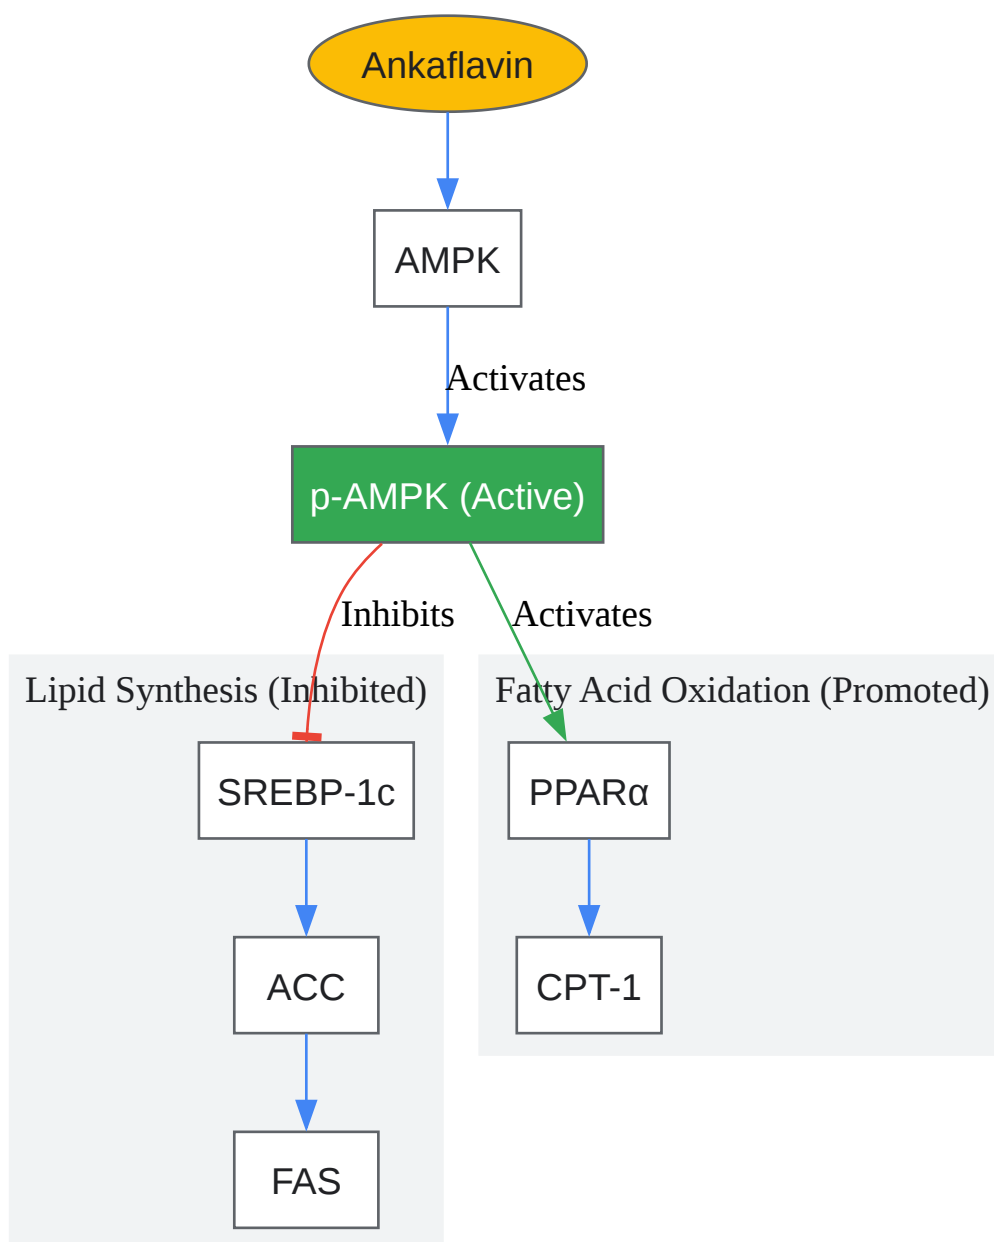 Ankaflavin
AMPK
Activates
p-AMPK (Active)
Inhibits
Activates
Lipid Synthesis (Inhibited)
Fatty Acid Oxidation (Promoted)
SREBP-1c
PPARα
ACC
CPT-1
FAS